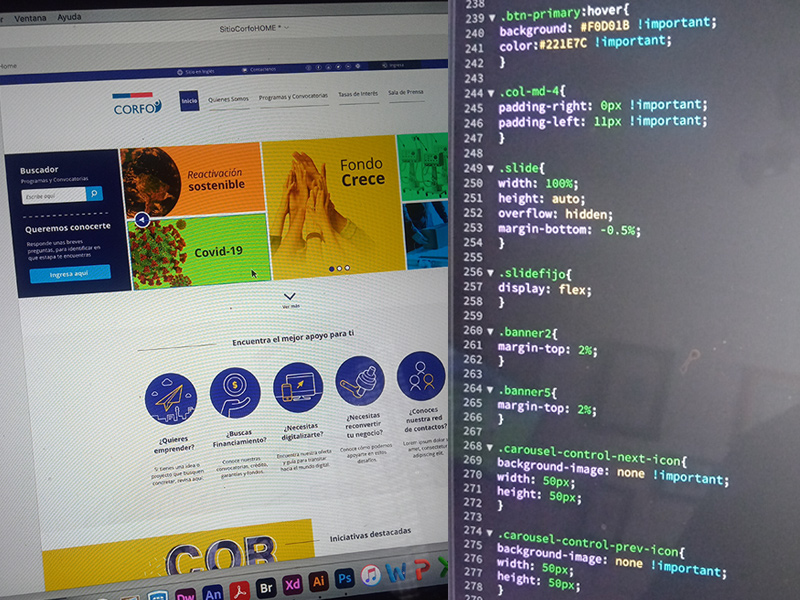 Ventana Ayuda
SitioCorfoHOME *
Home
Sitio en Inglés
Contáctenos
Ingresa
CORFO
Inicio
Quienes Somos
Programas y Convocatorias
Tasas de Interés
Sala de Prensa
Buscador
Programas y Convocatorias
Escribe aquí
Queremos conocerte
Responde unas breves
preguntas, para identificar en
que etapa te encuentras
Ingresa aquí
Reactivación
sostenible
Covid-19
Fondo
Crece
Ver más
Encuentra el mejor apoyo para ti
¿Quieres
emprender?
Si tienes una idea o
proyecto que busquen
concretar, revisa aquí.
¿Buscas
Financiamiento?
Conoce nuestras
convocatorias, crédito,
garantías y fondos.
¿Necesitas
digitalizarte?
Encuentra nuestra oferta
y guía para transitar
hacia el mundo digital
¿Necesitas
reconvertir
tu negocio?
Conoce cómo podemos
apoyarte en estos
desafíos.
¿Conoces
nuestra red
de contactos?
Lorem ipsum dolor
amet, consectetur
adipiscing elit.
COR
Iniciativas destacadas
Dw An Br Xd Ai Ps
238
239 .btn-primary:hover{
240 background: #F0D01B !important;
241 color:#221E7C !important;
242 }
243
244 .col-md-4{
245 padding-right: 0px !important;
246 padding-left: 11px !important;
247 }
248
249 .slide{
250 width: 100%;
251 height: auto;
252 overflow: hidden;
253 margin-bottom: -0.5%;
254 }
255
256 .slidefijo{
257 display: flex;
258 }
259
260 .banner2{
261 margin-top: 2%;
262 }
263
264 .banner5{
265 margin-top: 2%;
266 }
267
268 .carousel-control-next-icon{
269 background-image: none !important;
270 width: 50px;
271 height: 50px;
272 }
273
274 .carousel-control-prev-icon{
275 background-image: none !important;
276 width: 50px;
277 height: 50px;
278 }